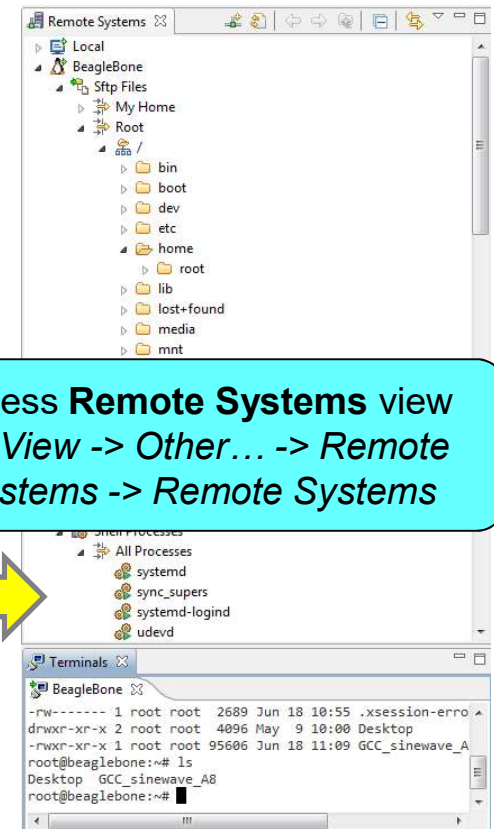 Remote Systems
Local
BeagleBone
Sftp Files
My Home
Root
/
bin
boot
dev
etc
home
root
lib
lost+found
media
mnt
ess Remote Systems view
View -> Other… -> Remote
stems -> Remote Systems
Shell Processes
All Processes
systemd
sync_supers
systemd-logind
udevd
Terminals
BeagleBone
-rw------- 1 root root 2689 Jun 18 10:55 .xsession-erro
drwxr-xr-x 2 root root 4096 May 9 10:00 Desktop
-rwxr-xr-x 1 root root 95606 Jun 18 11:09 GCC_sinewave_A
root@beaglebone:~# ls
Desktop GCC_sinewave_A8
root@beaglebone:~#